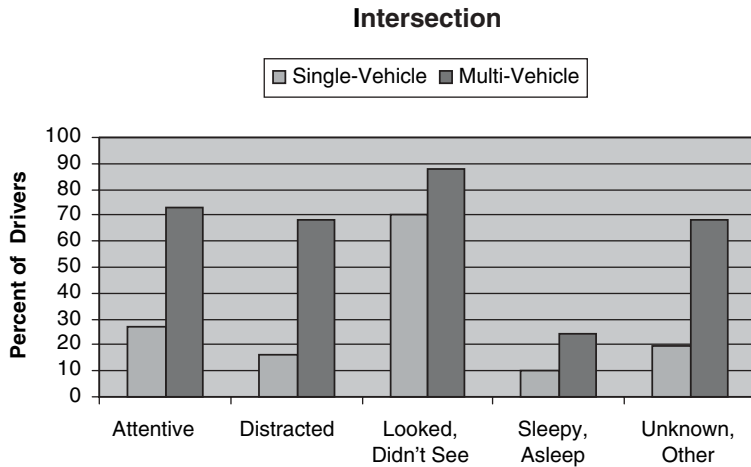 Intersection
Single-Vehicle Multi-Vehicle
100
90
80
70
60
50
40
30
20
10
0
Percent of Drivers
Attentive Distracted Looked, Sleepy, Unknown,
Didn't See Asleep Other